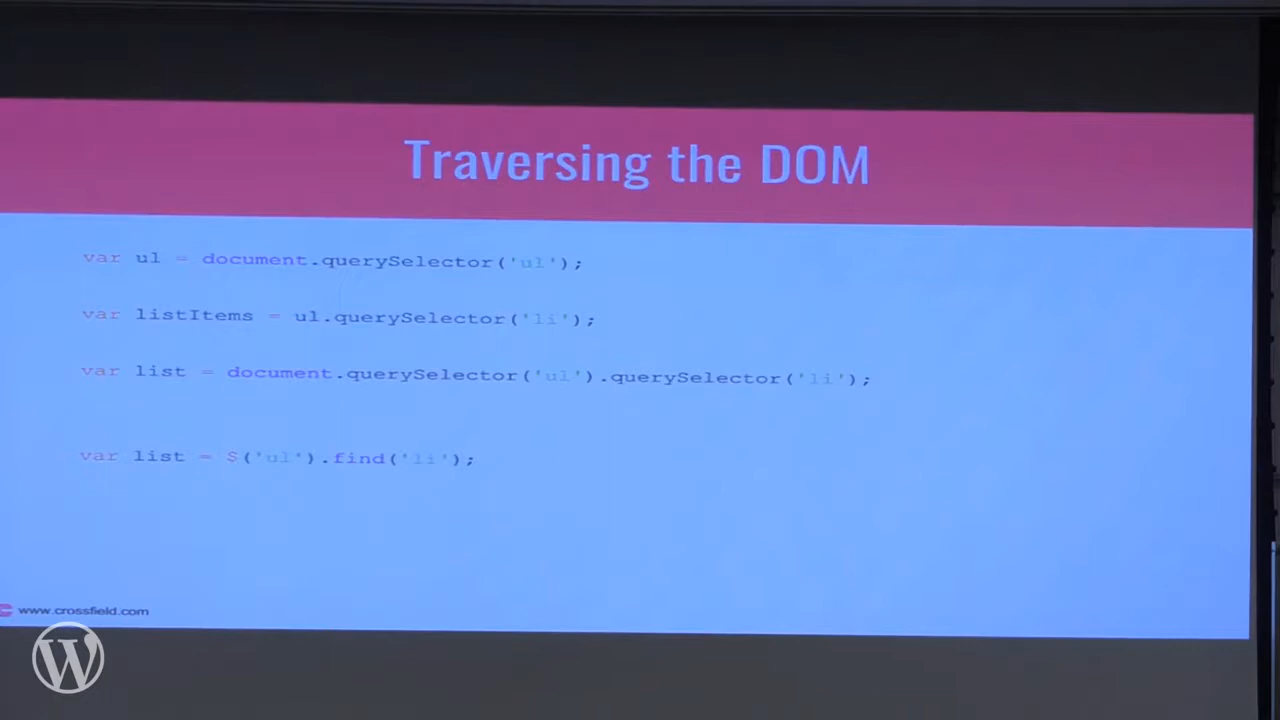 Traversing the DOM
var ul = document.querySelector('ul');
var listItems = ul.querySelector('li');
var list = document.querySelector('ul').querySelector('li');
var list = $('ul').find('li');
www.crossfield.com